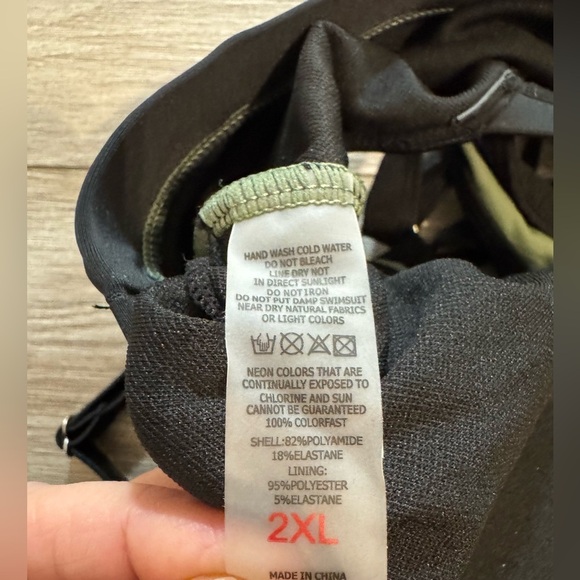 HAND WASH COLD WATER
DO NOT BLEACH
LINE DRY NOT
IN DIRECT SUNLIGHT
DO NOT IRON
DO NOT PUT DAMP SWIMSUIT
NEAR DRY NATURAL FABRICS
OR LIGHT COLORS
NEON COLORS THAT ARE
CONTINUALLY EXPOSED TO
CHLORINE AND SUN
CANNOT BE GUARANTEED
100% COLORFAST
SHELL:82%POLYAMIDE
18%ELASTANE
LINING:
95%POLYESTER
5%ELASTANE
2XL
MADE IN CHINA